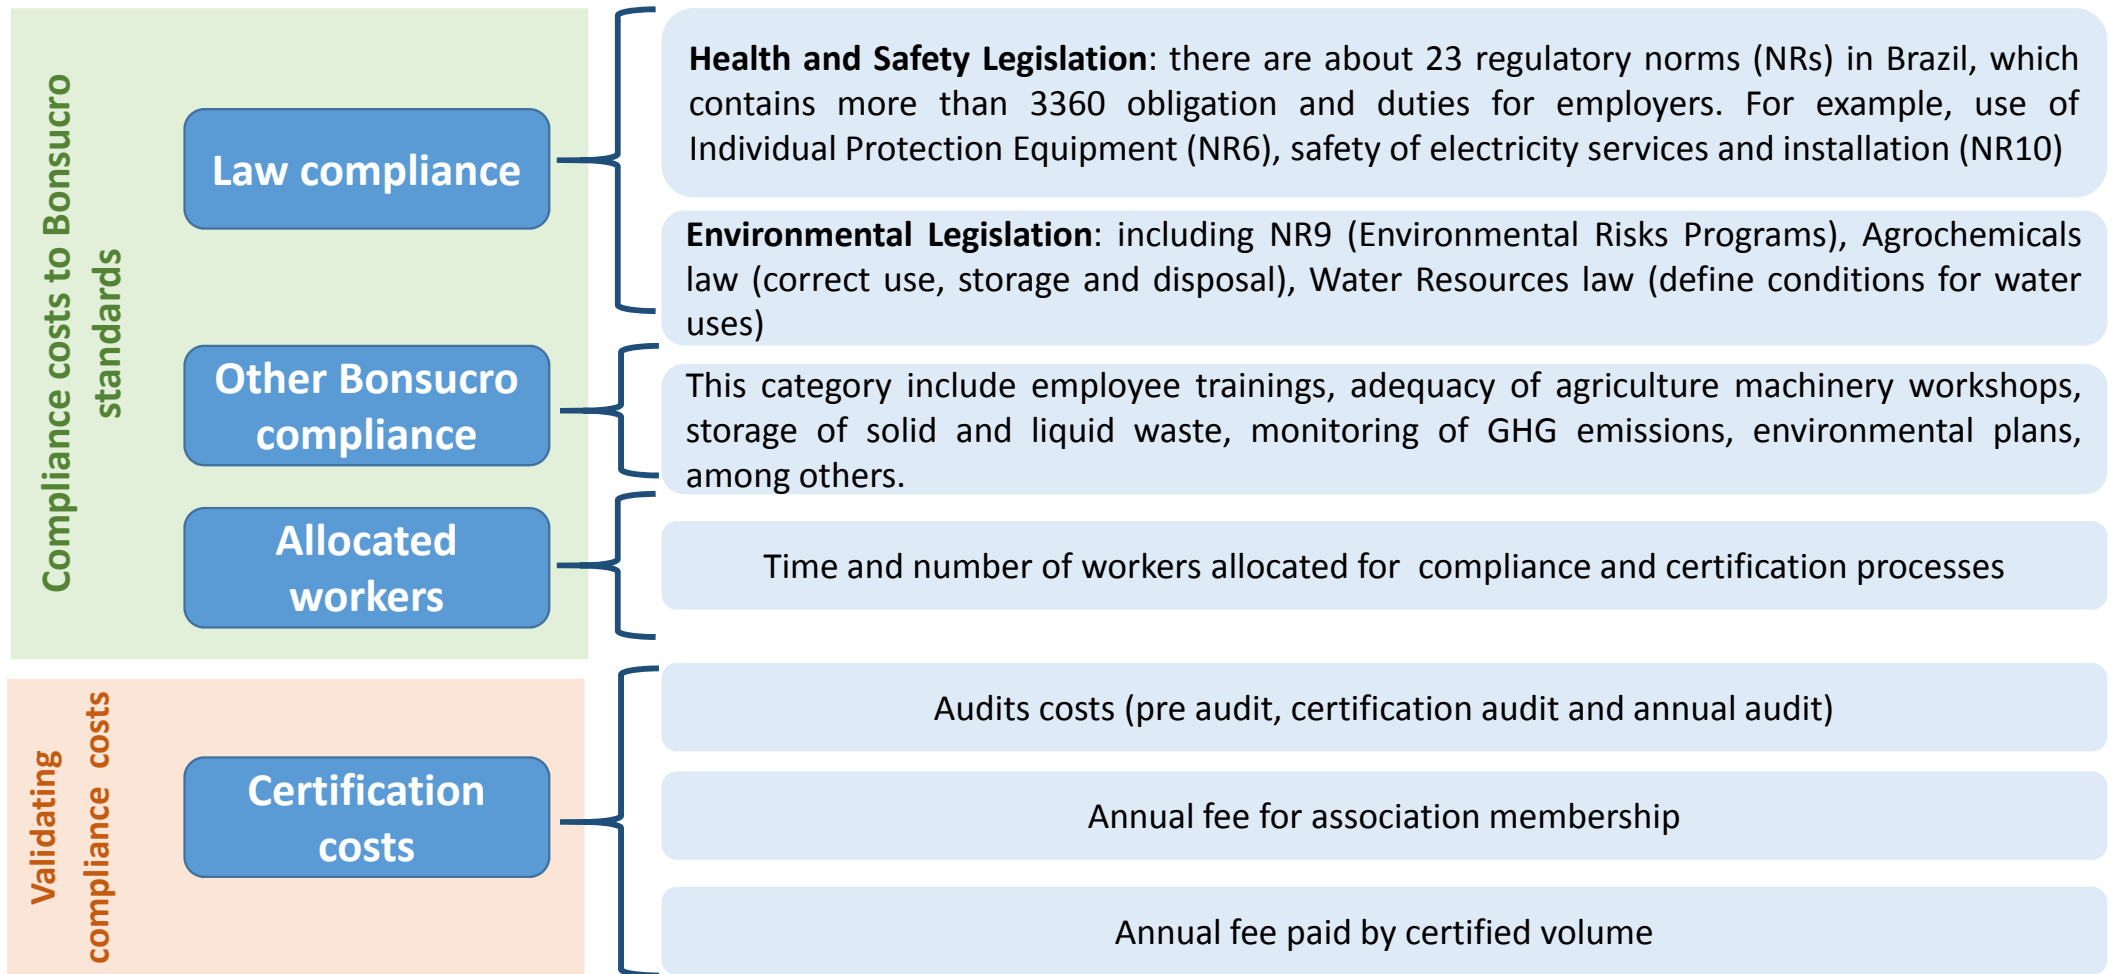 Compliance costs to Bonsucro
standards
Law compliance
Health and Safety Legislation: there are about 23 regulatory norms (NRs) in Brazil, which
contains more than 3360 obligation and duties for employers. For example, use of
Individual Protection Equipment (NR6), safety of electricity services and installation (NR10)
Environmental Legislation: including NR9 (Environmental Risks Programs), Agrochemicals
law (correct use, storage and disposal), Water Resources law (define conditions for water
uses)
Other Bonsucro
compliance
This category include employee trainings, adequacy of agriculture machinery workshops,
storage of solid and liquid waste, monitoring of GHG emissions, environmental plans,
among others.
Allocated
workers
Time and number of workers allocated for compliance and certification processes
Validating
compliance costs
Certification
costs
Audits costs (pre audit, certification audit and annual audit)
Annual fee for association membership
Annual fee paid by certified volume